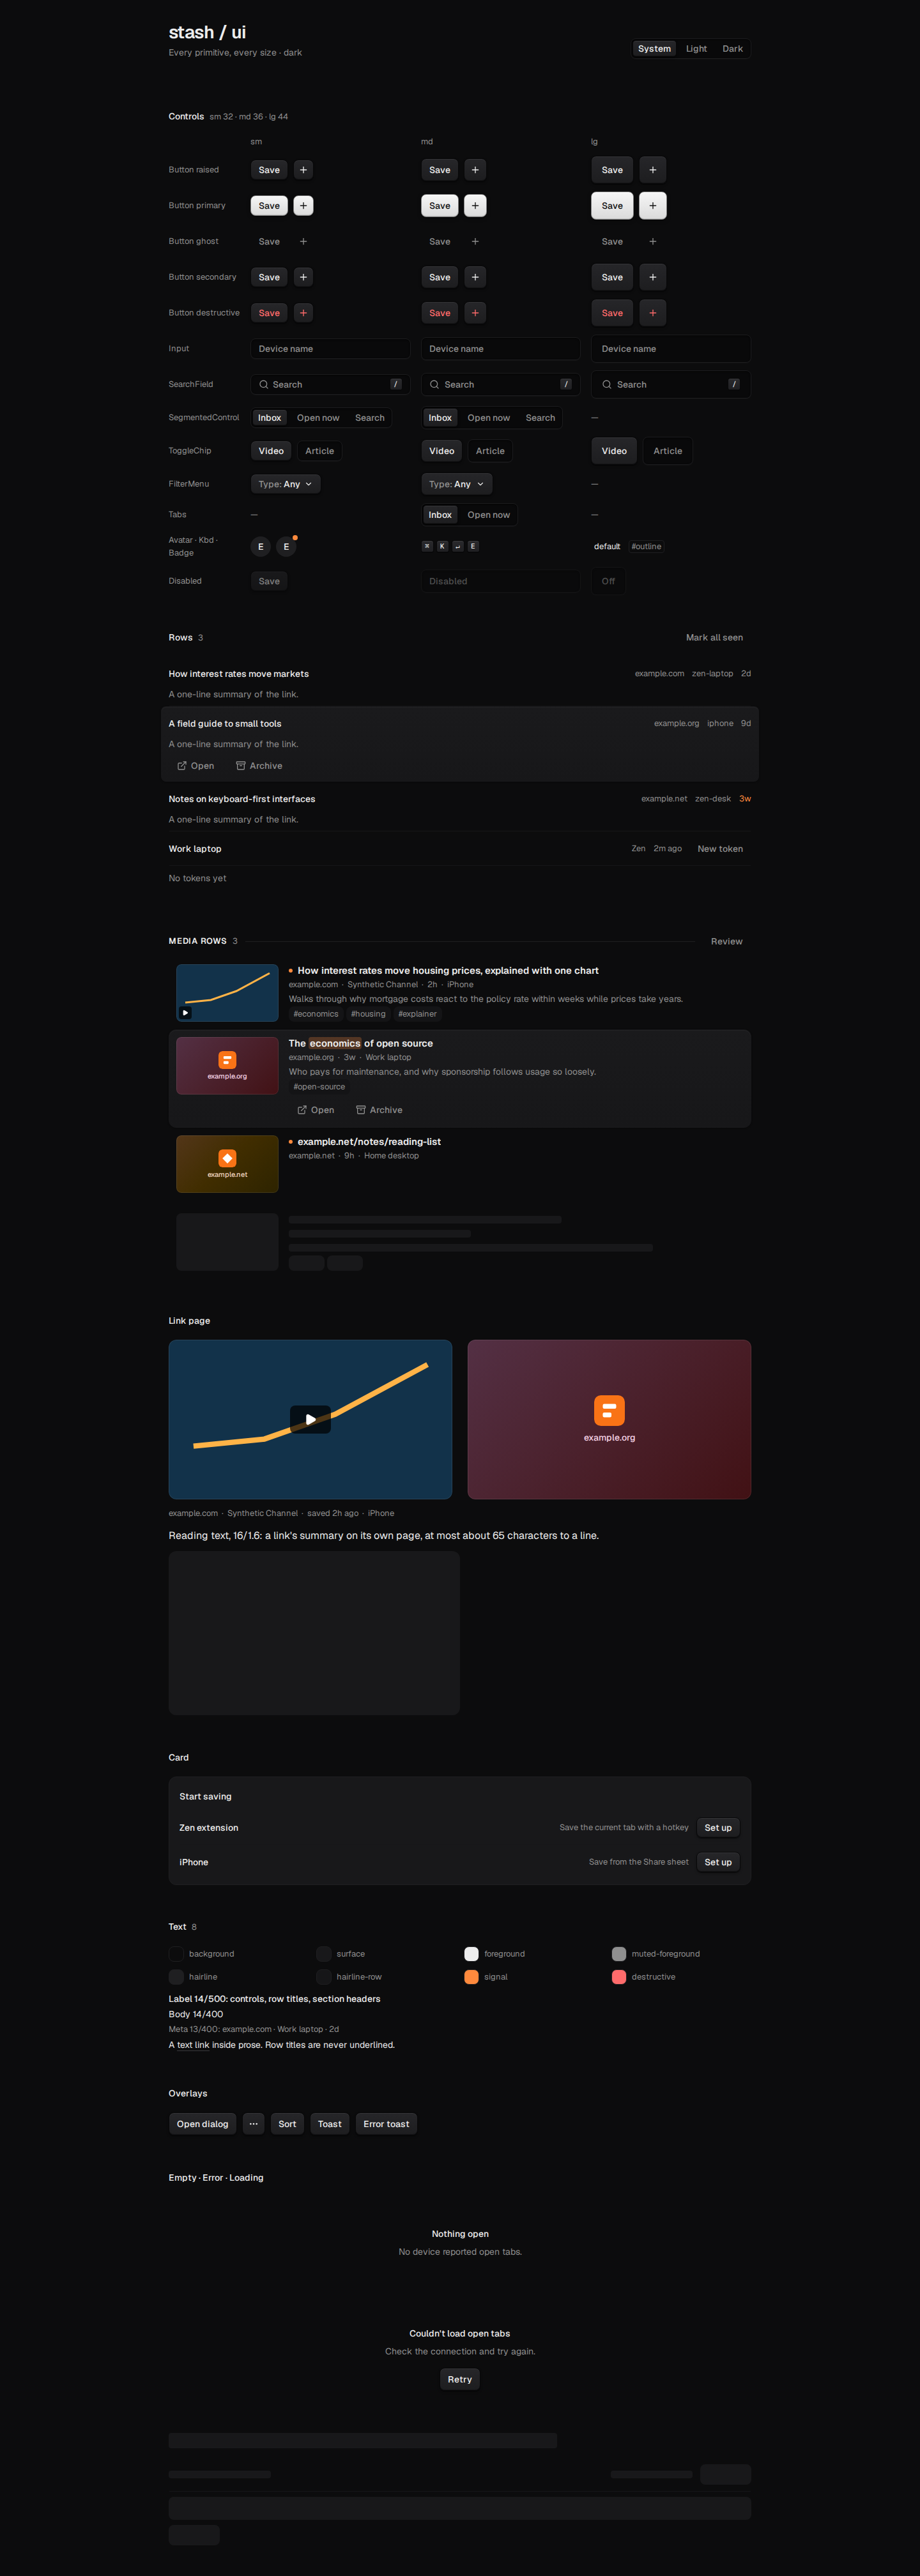 stash / ui
Every primitive, every size · dark
System Light Dark
Controls sm 32 · md 36 · lg 44
sm md lg
Button raised Save + Save + Save +
Button primary Save + Save + Save +
Button ghost Save + Save + Save +
Button secondary Save + Save + Save +
Button destructive Save + Save + Save +
Input Device name Device name Device name
SearchField Search / Search / Search /
SegmentedControl Inbox Open now Search Inbox Open now Search —
ToggleChip Video Article Video Article Video Article
FilterMenu Type: Any Type: Any —
Tabs — Inbox Open now —
Avatar · Kbd ·
Badge E E ⌘ K ↵ E default #outline
Disabled Save Disabled Off
Rows 3 Mark all seen
How interest rates move markets example.com zen-laptop 2d
A one-line summary of the link.
A field guide to small tools example.org iphone 9d
A one-line summary of the link.
Open Archive
Notes on keyboard-first interfaces example.net zen-desk 3w
A one-line summary of the link.
Work laptop Zen 2m ago New token
No tokens yet
MEDIA ROWS 3 Review
How interest rates move housing prices, explained with one chart
example.com · Synthetic Channel · 2h · iPhone
Walks through why mortgage costs react to the policy rate within weeks while prices take years.
#economics #housing #explainer
The economics of open source
example.org · 3w · Work laptop
Who pays for maintenance, and why sponsorship follows usage so loosely.
example.org
#open-source
Open Archive
example.net/notes/reading-list
example.net · 9h · Home desktop
example.net
Link page
example.org
example.com · Synthetic Channel · saved 2h ago · iPhone
Reading text, 16/1.6: a link's summary on its own page, at most about 65 characters to a line.
Card
Start saving
Zen extension Save the current tab with a hotkey Set up
iPhone Save from the Share sheet Set up
Text 8
background surface foreground muted-foreground
hairline hairline-row signal destructive
Label 14/500: controls, row titles, section headers
Body 14/400
Meta 13/400: example.com · Work laptop · 2d
A text link inside prose. Row titles are never underlined.
Overlays
Open dialog ··· Sort Toast Error toast
Empty · Error · Loading
Nothing open
No device reported open tabs.
Couldn't load open tabs
Check the connection and try again.
Retry